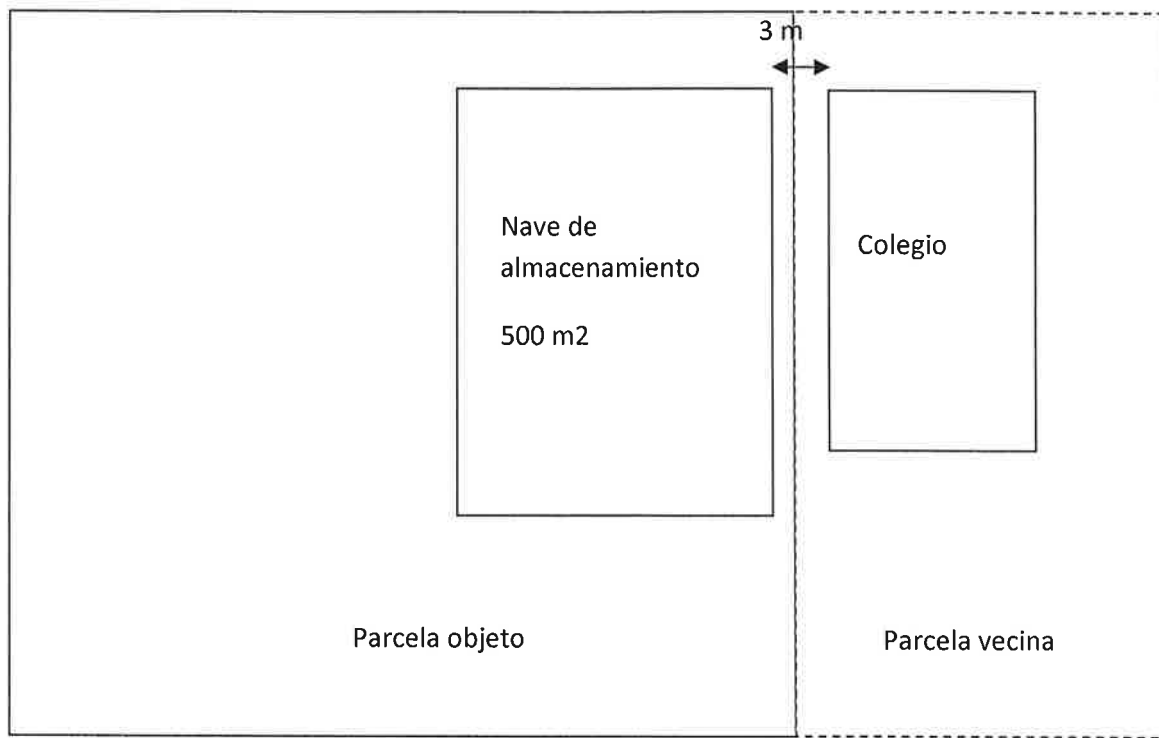 3 m
Nave de
almacenamiento
500 m2
Colegio
Parcela objeto
Parcela vecina